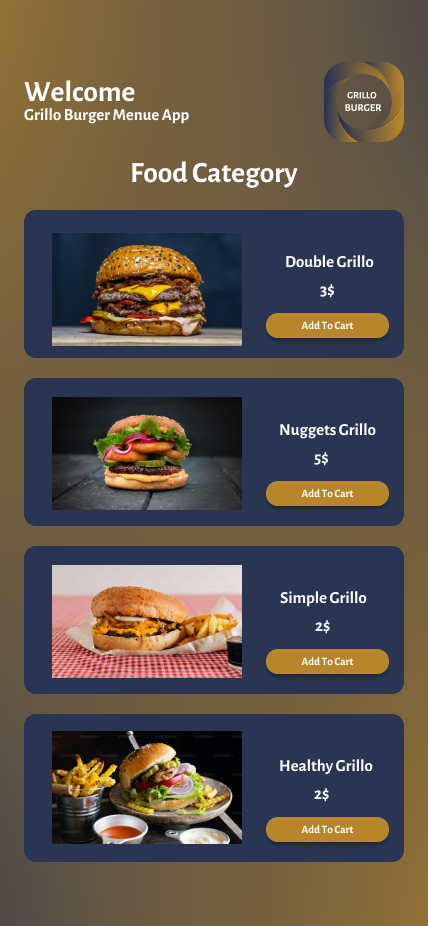 Welcome
Grillo Burger Menue App
GRILLO
BURGER
Food Category
Double Grillo
3$
Add To Cart
Nuggets Grillo
5$
Add To Cart
Simple Grillo
2$
Add To Cart
Healthy Grillo
2$
Add To Cart